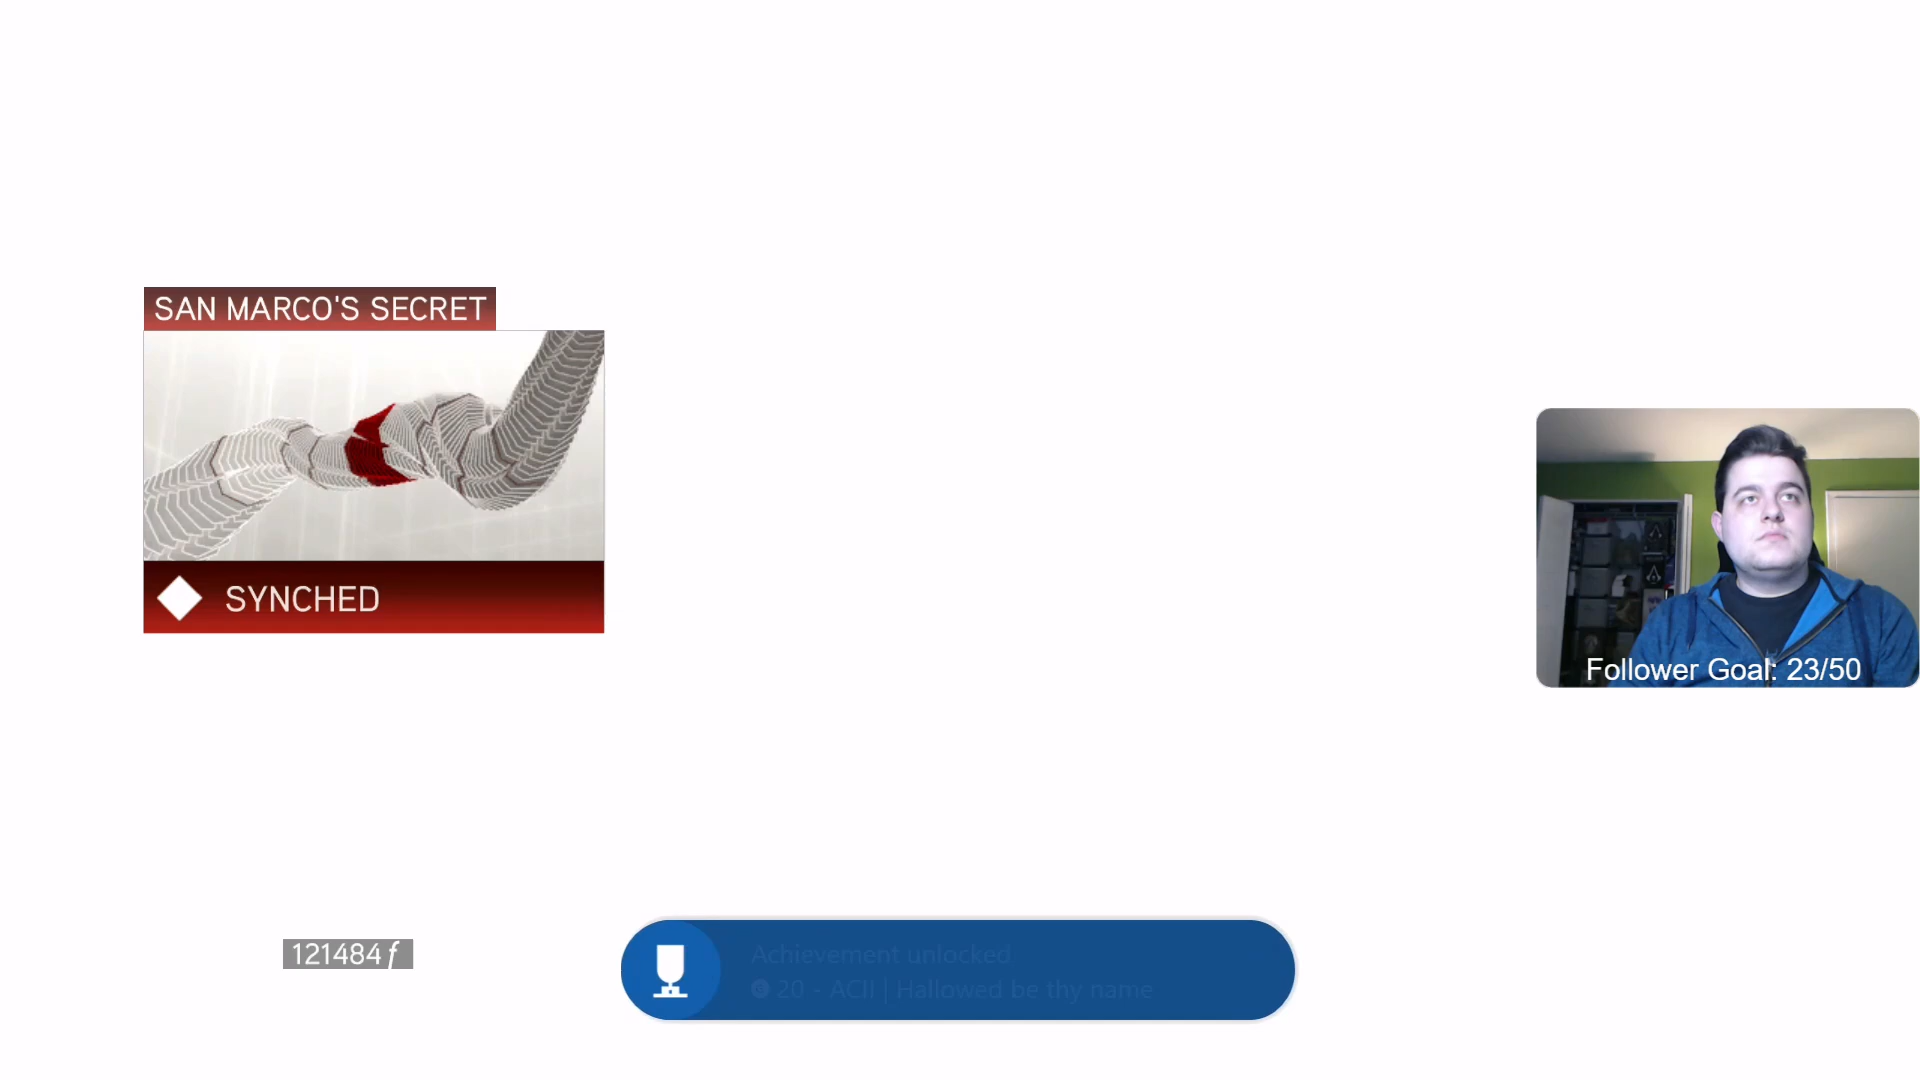 SAN MARCO'S SECRET
SYNCHED
Follower Goal: 23/50
121484 ƒ
Achievement unlocked
20 - ACII | Hallowed be thy name